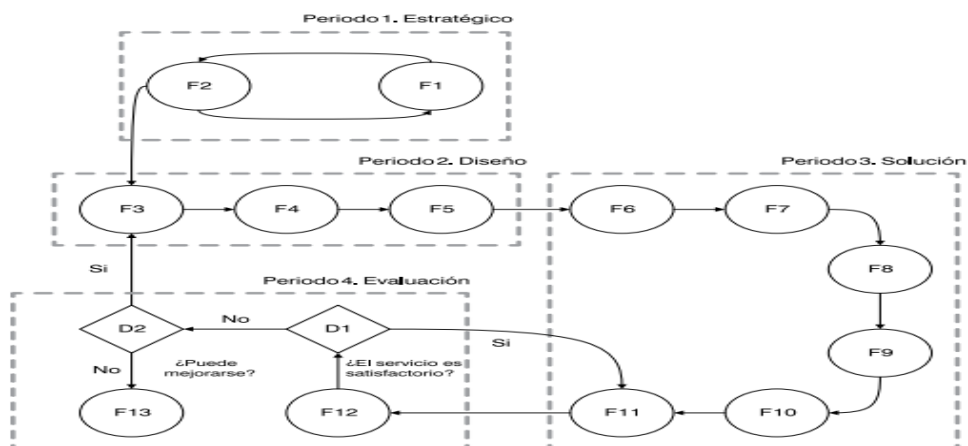 Periodo 1. Estratégico
F2
F1
Periodo 2. Diseño
Periodo 3. Solución
F3
F4
F5
F6
F7
F8
Si
Periodo 4. Evaluación
D2
No
D1
Si
F9
No
¿Puede
mejorarse?
¿El servicio es
satisfactorio?
F13
F12
F11
F10